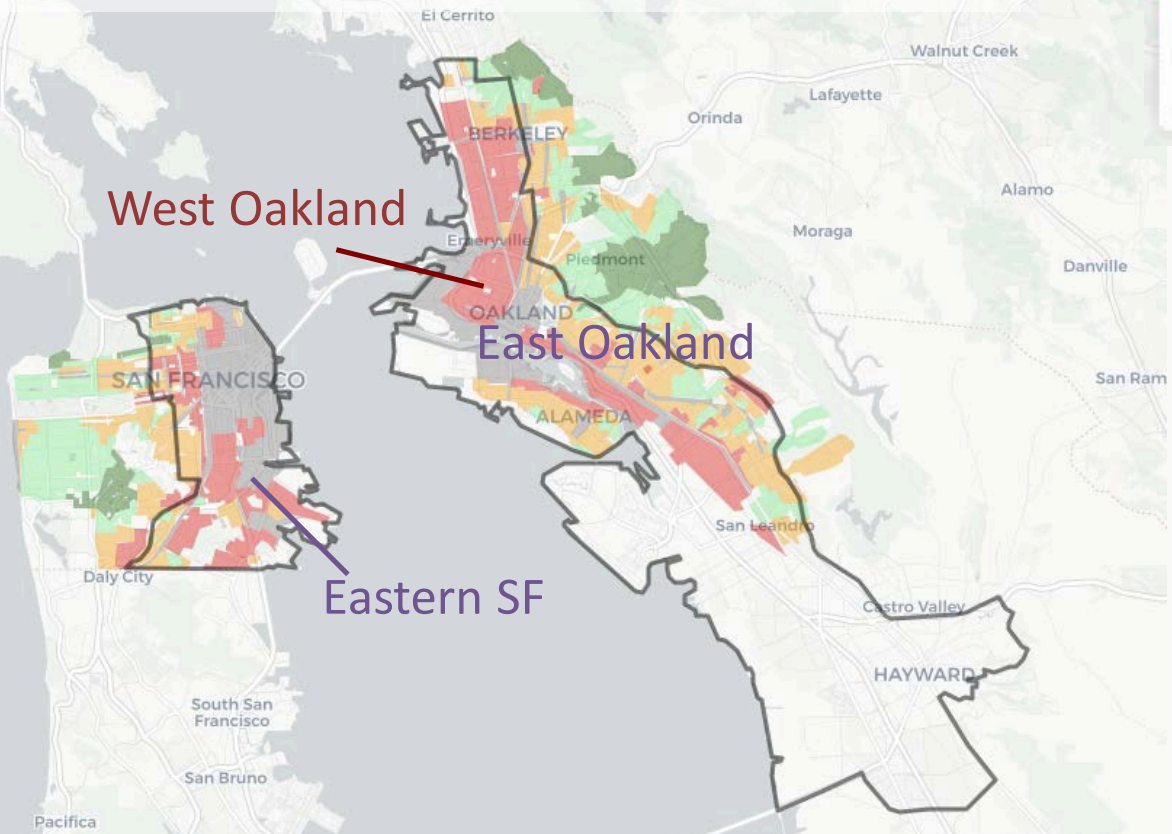 El Cerrito
Walnut Creek
Lafayette
Orinda
BERKELEY
Alamo
West Oakland
Moraga
Emeryville
Piedmont
Danville
OAKLAND
East Oakland
SAN FRANCISCO
San Ram
ALAMEDA
San Leandro
Daly City
Eastern SF
Castro Valley
HAYWARD
South San
Francisco
San Bruno
Pacifica